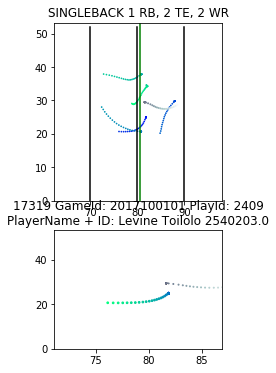 SINGLEBACK 1 RB, 2 TE, 2 WR
50
40
30
20
10
0
70 80 90
17319 GameId: 2017100101 PlayId: 2409
PlayerName + ID: Levine Toilolo 2540203.0
40
20
0
75 80 85